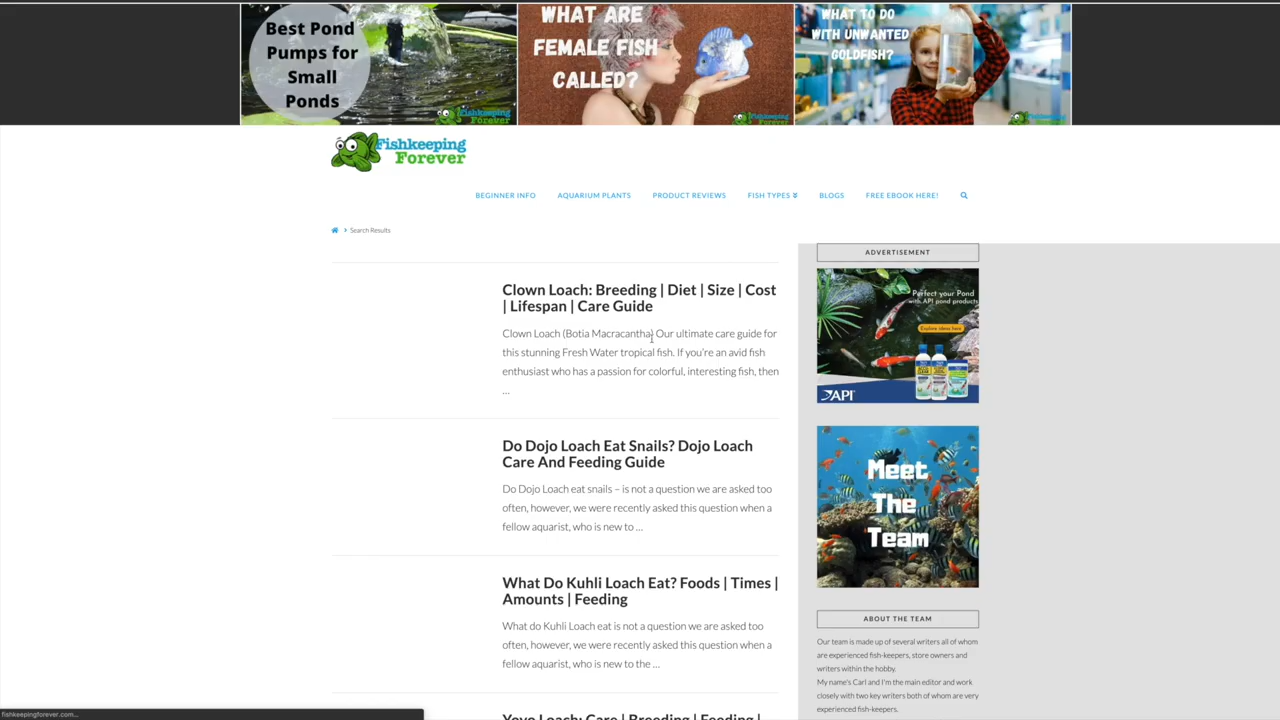 Best Pond
Pumps for
Small
Ponds
Fishkeeping
Forever
WHAT ARE
FEMALE FISH
CALLED?
Fishkeeping
Forever
WHAT TO DO
WITH UNWANTED
GOLDFISH?
Fishkeeping
Forever
Fishkeeping
Forever
BEGINNER INFO AQUARIUM PLANTS PRODUCT REVIEWS FISH TYPES BLOGS FREE EBOOK HERE!
Search Results
Clown Loach: Breeding | Diet | Size | Cost
| Lifespan | Care Guide
Clown Loach (Botia Macracantha) Our ultimate care guide for
this stunning Fresh Water tropical fish. If you're an avid fish
enthusiast who has a passion for colorful, interesting fish, then
...
Do Dojo Loach Eat Snails? Dojo Loach
Care And Feeding Guide
Do Dojo Loach eat snails – is not a question we are asked too
often, however, we were recently asked this question when a
fellow aquarist, who is new to ...
What Do Kuhli Loach Eat? Foods | Times |
Amounts | Feeding
What do Kuhli Loach eat is not a question we are asked too
often, however, we were recently asked this question when a
fellow aquarist, who is new to the ...
Yoyo Loach: Care | Breeding | Feeding |
ADVERTISEMENT
Perfect your Pond
with API pond products
Explore ideas here
API
Meet
The
Team
ABOUT THE TEAM
Our team is made up of several writers all of whom
are experienced fish-keepers, store owners and
writers within the hobby.
My name's Carl and I'm the main editor and work
closely with two key writers both of whom are very
experienced fish-keepers.
fishkeepingforever.com...